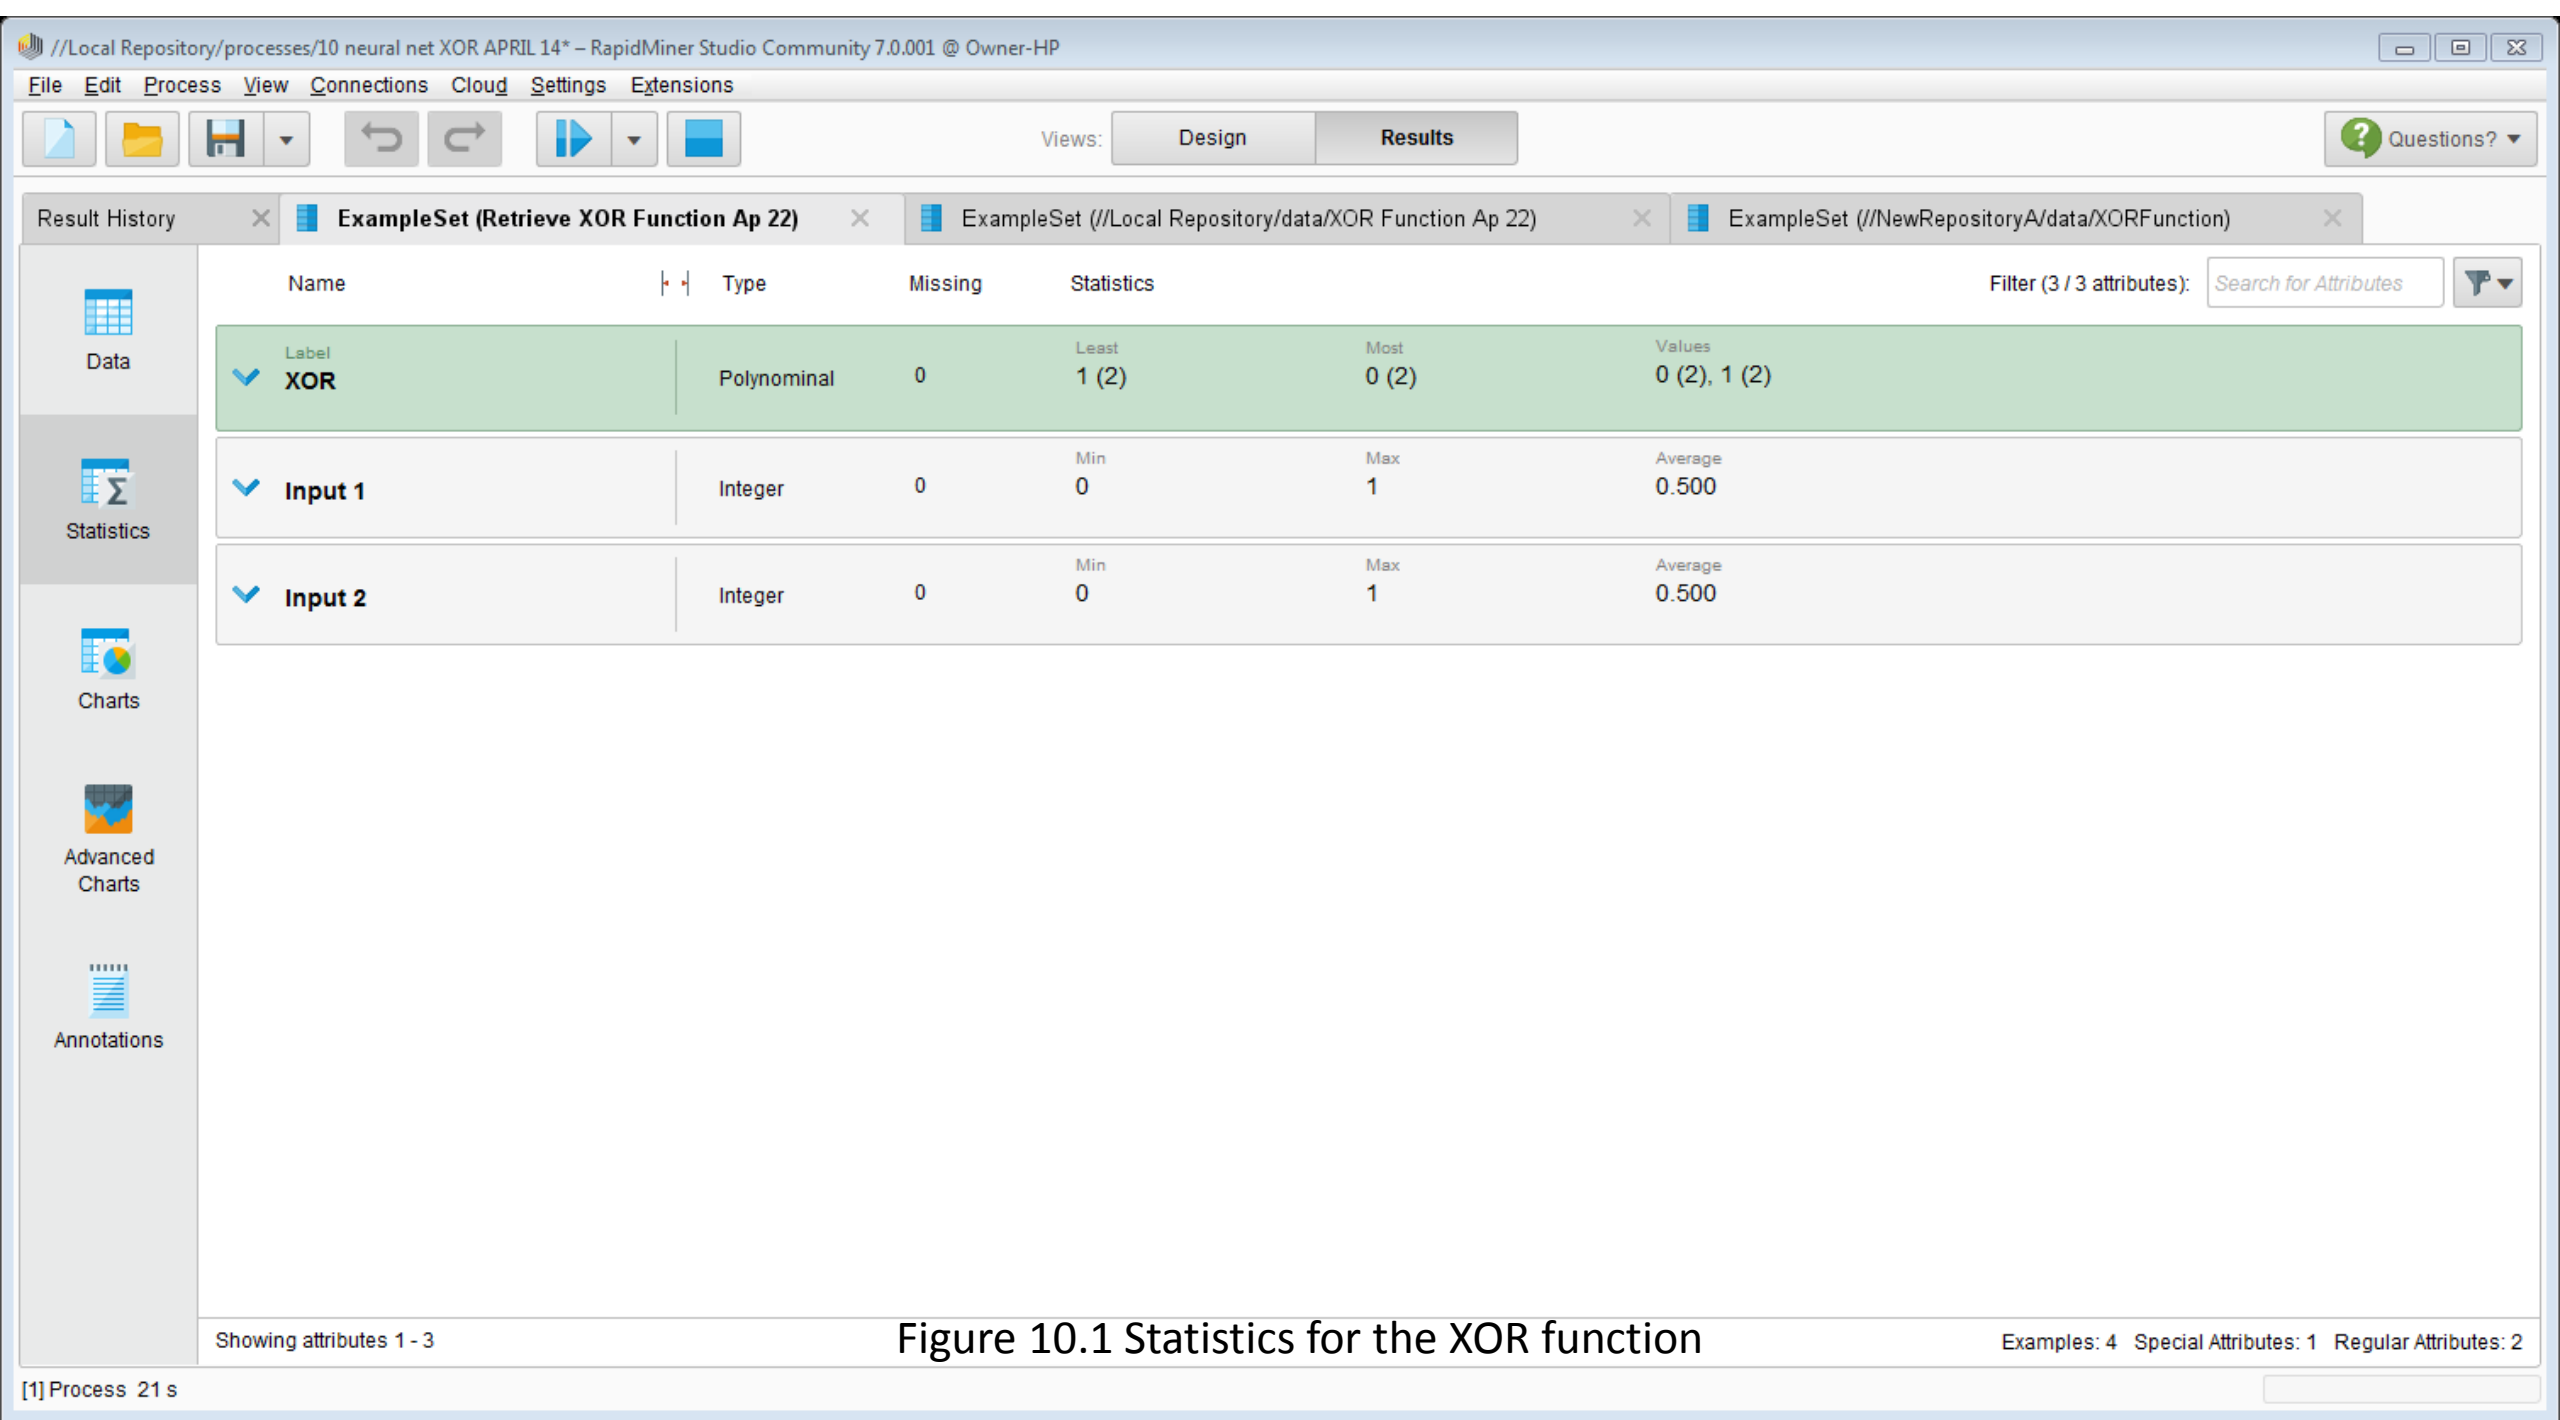 //Local Repository/processes/10 neural net XOR APRIL 14* – RapidMiner Studio Community 7.0.001 @ Owner-HP
File Edit Process View Connections Cloud Settings Extensions
Views: Design Results Questions?
Result History ExampleSet (Retrieve XOR Function Ap 22) ExampleSet (//Local Repository/data/XOR Function Ap 22) ExampleSet (//NewRepositoryA/data/XORFunction)
Name Type Missing Statistics Filter (3 / 3 attributes): Search for Attributes
Data
Label Least Most Values
XOR Polynominal 0 1 (2) 0 (2) 0 (2), 1 (2)
Min Max Average
Input 1 Integer 0 0 1 0.500
Statistics
Min Max Average
Input 2 Integer 0 0 1 0.500
Charts
Advanced
Charts
Annotations
Showing attributes 1 - 3 Figure 10.1 Statistics for the XOR function Examples: 4 Special Attributes: 1 Regular Attributes: 2
[1] Process 21 s